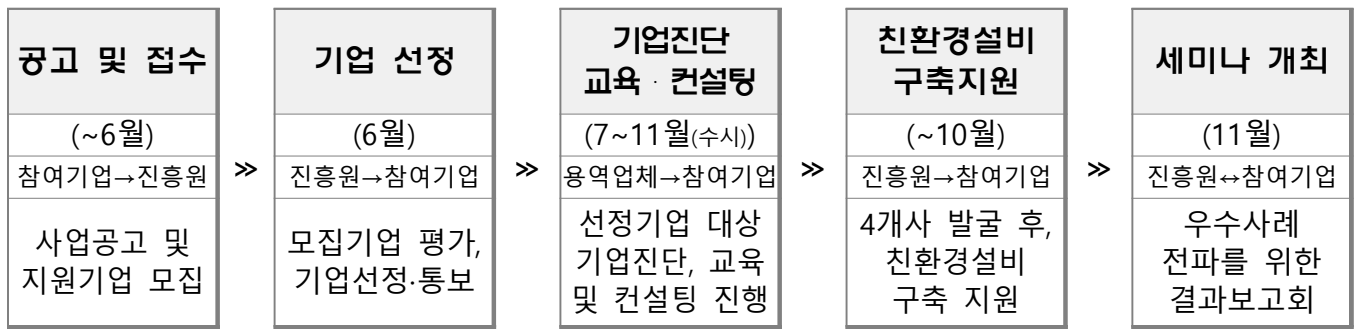 공고 및 접수
(~6월)
참여기업→진흥원
사업공고 및
지원기업 모집
≫
기업 선정
(6월)
진흥원→참여기업
모집기업 평가,
기업선정·통보
≫
기업진단
교육 · 컨설팅
(7~11월(수시))
용역업체→참여기업
선정기업 대상
기업진단, 교육
및 컨설팅 진행
≫
친환경설비
구축지원
(~10월)
진흥원→참여기업
4개사 발굴 후,
친환경설비
구축 지원
≫
세미나 개최
(11월)
진흥원↔참여기업
우수사례
전파를 위한
결과보고회